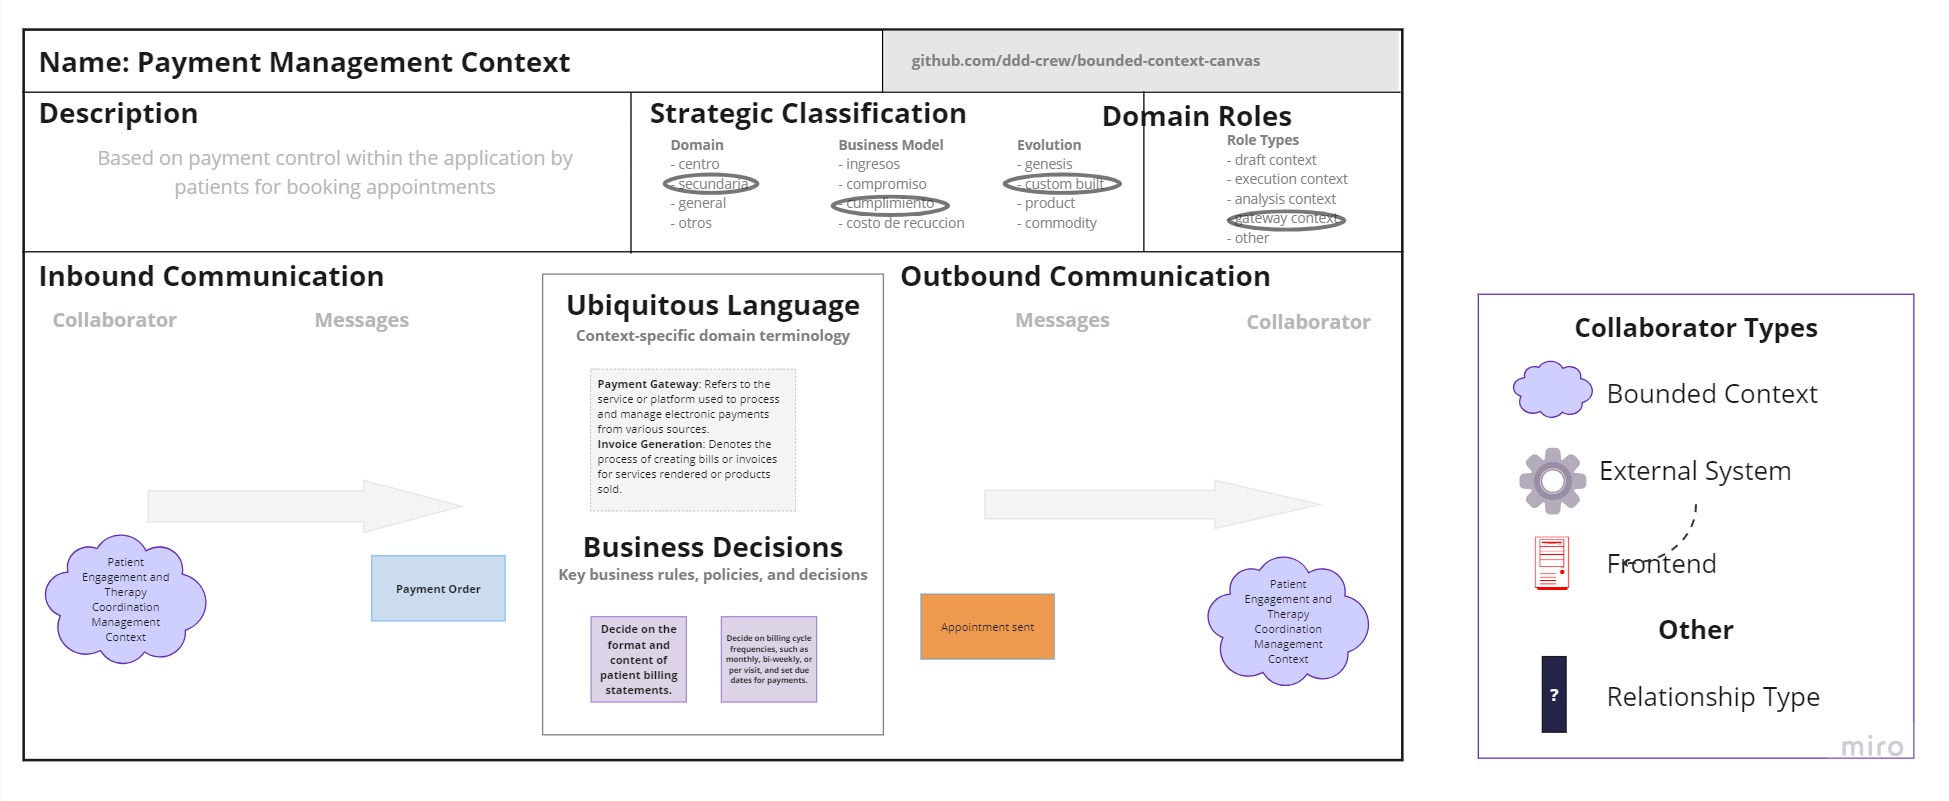 Name: Payment Management Context
github.com/ddd-crew/bounded-context-canvas
Description
Based on payment control within the application by
patients for booking appointments
Strategic Classification
Domain
- centro
- secundaria
- general
- otros
Business Model
- ingresos
- compromiso
- cumplimiento
- costo de recuccion
Evolution
- genesis
- custom built
- product
- commodity
Domain Roles
Role Types
- draft context
- execution context
- analysis context
- gateway context
- other
Inbound Communication
Collaborator
Messages
Patient
Engagement and
Therapy
Coordination
Management
Context
Payment Order
Ubiquitous Language
Context-specific domain terminology
Payment Gateway: Refers to the
service or platform used to process
and manage electronic payments
from various sources.
Invoice Generation: Denotes the
process of creating bills or invoices
for services rendered or products
sold.
Business Decisions
Key business rules, policies, and decisions
Decide on the
format and
content of
patient billing
statements.
Decide on billing cycle
frequencies, such as
monthly, bi-weekly, or
per visit, and set due
dates for payments.
Outbound Communication
Messages
Collaborator
Appointment sent
Patient
Engagement and
Therapy
Coordination
Management
Context
Collaborator Types
Bounded Context
External System
Frontend
Other
?
Relationship Type
miro